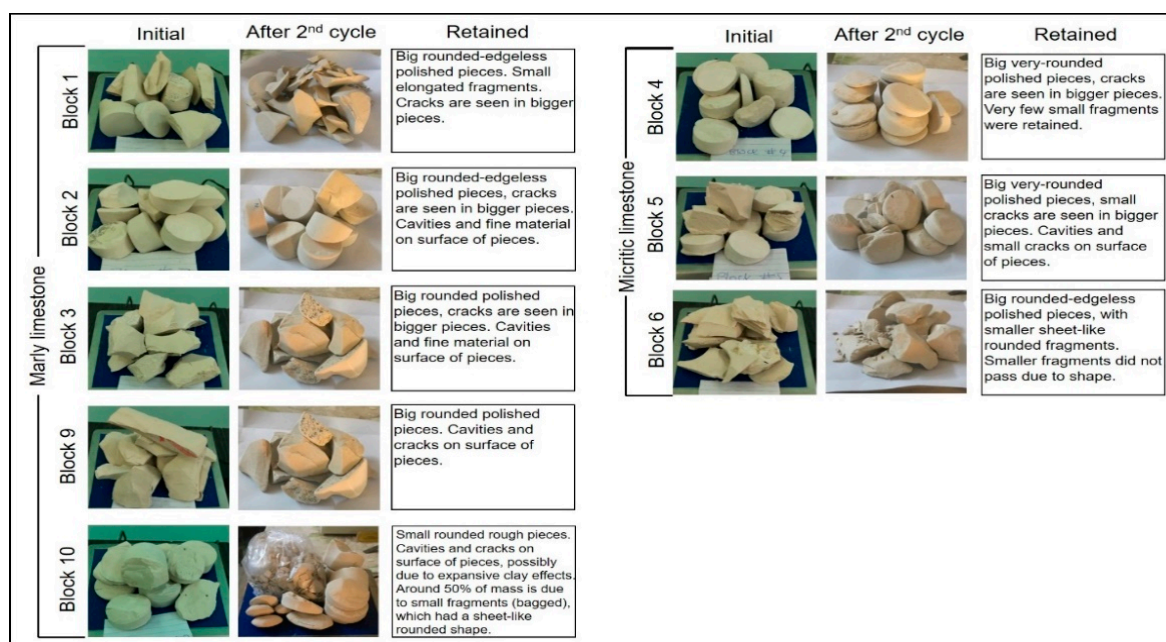 Initial
After 2nd cycle
Retained
Marly limestone
Block 1
Big rounded-edgeless
polished pieces. Small
elongated fragments.
Cracks are seen in bigger
pieces.
Block 2
Big rounded-edgeless
polished pieces, cracks
are seen in bigger pieces.
Cavities and fine material
on surface of pieces.
Block 3
Big rounded polished
pieces, cracks are seen in
bigger pieces. Cavities
and fine material on
surface of pieces.
Block 9
Big rounded polished
pieces. Cavities and
cracks on surface of
pieces.
Block 10
Small rounded rough pieces.
Cavities and cracks on
surface of pieces, possibly
due to expansive clay effects.
Around 50% of mass is due
to small fragments (bagged),
which had a sheet-like
rounded shape.
Initial
After 2nd cycle
Retained
Micritic limestone
Block 4
Big very-rounded
polished pieces, cracks
are seen in bigger pieces.
Very few small fragments
were retained.
Block 5
Big very-rounded
polished pieces, small
cracks are seen in bigger
pieces. Cavities and
small cracks on surface
of pieces.
Block 6
Big rounded-edgeless
polished pieces, with
smaller sheet-like
rounded fragments.
Smaller fragments did not
pass due to shape.